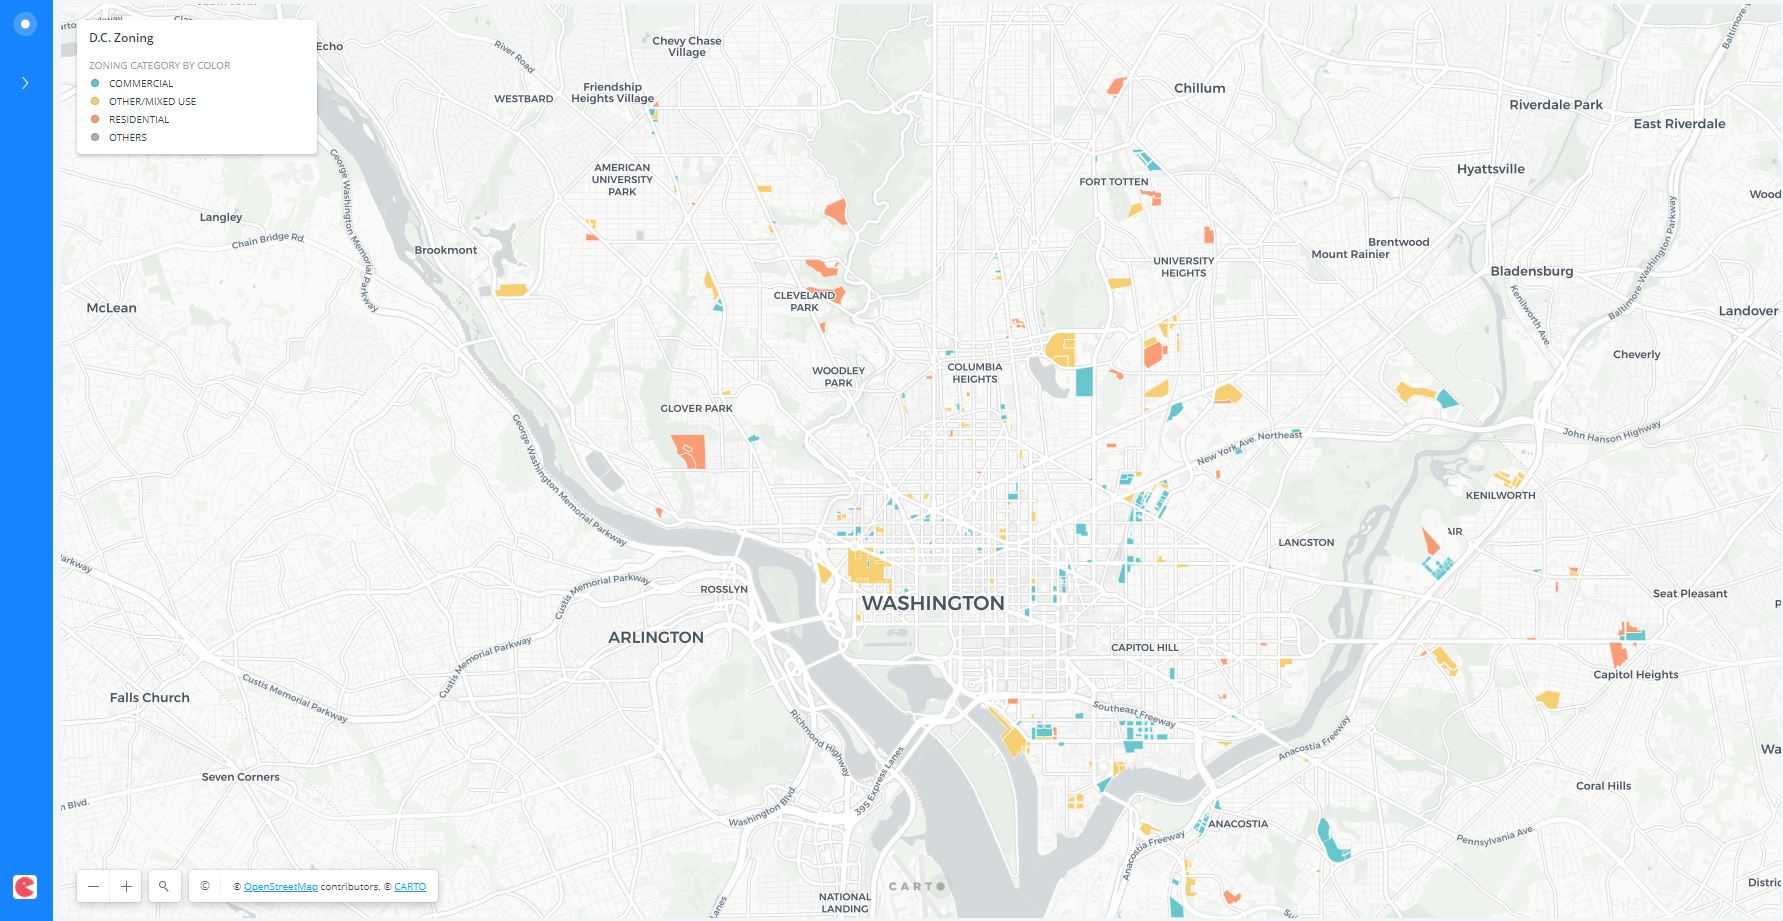 D.C. Zoning
ZONING CATEGORY BY COLOR
COMMERCIAL
OTHER/MIXED USE
RESIDENTIAL
OTHERS
Echo
River Road
Chevy Chase
Village
Friendship
Heights Village
WESTBARD
Chillum
Riverdale Park
East Riverdale
Baltimore-
Hyattsville
AMERICAN
UNIVERSITY
PARK
FORT TOTTEN
Langley
Chain Bridge Rd.
George Washington Memorial Parkway
Brookmont
Brentwood
Mount Rainier
UNIVERSITY
HEIGHTS
Bladensburg
Baltimore-Washington Parkway
Kenilworth Ave.
McLean
CLEVELAND
PARK
Landover
Cheverly
WOODLEY
PARK
COLUMBIA
HEIGHTS
GLOVER PARK
George Washington Memorial Parkway
New York Ave. Northeast
John Hanson Highway
KENILWORTH
AIR
LANGSTON
arkway
Custis Memorial Parkway
ROSSLYN
WASHINGTON
Seat Pleasant
ARLINGTON
CAPITOL HILL
Custis Memorial Parkway
Custis Memorial Parkway
Capitol Heights
Falls Church
Richmond Highway
Southeast Freeway
Anacostia Freeway
395 Express Lanes
Seven Corners
Coral Hills
n Blvd.
Washington Blvd.
ANACOSTIA
Anacostia Freeway
Pennsylvania Ave.
© OpenStreetMap contributors, © CARTO
CARTO
NATIONAL
LANDING
Lanes
Distric